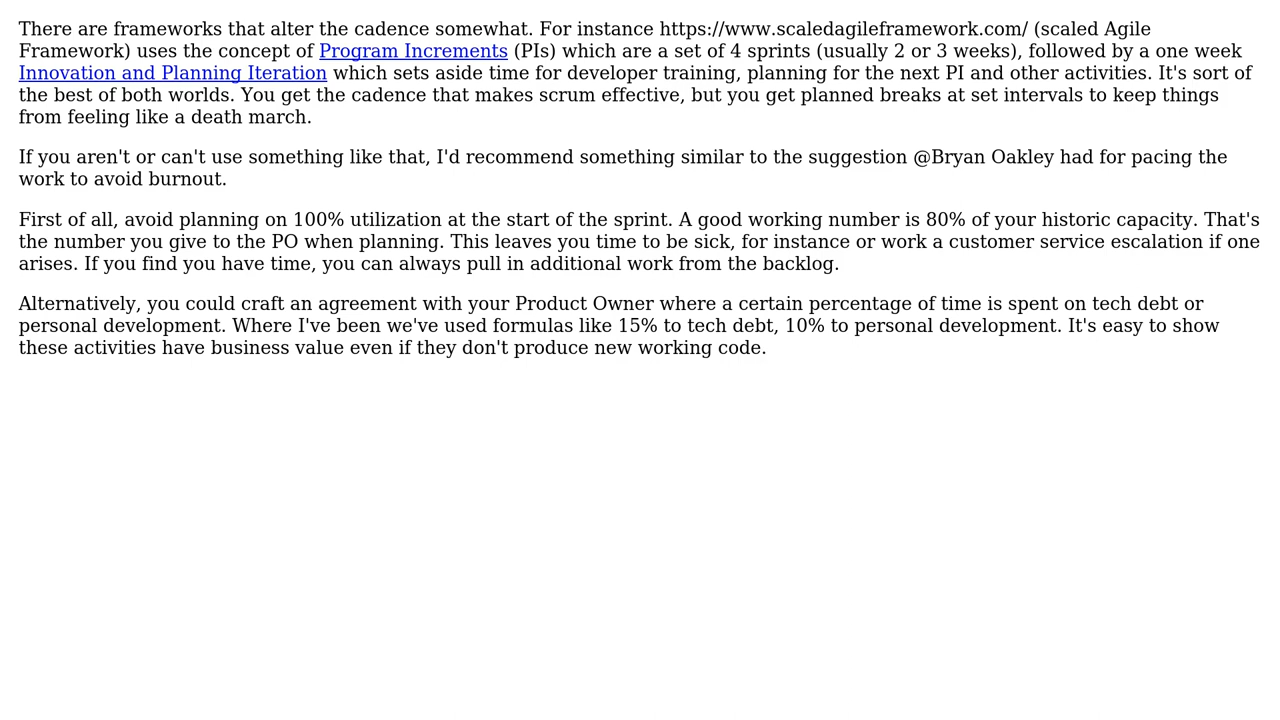 There are frameworks that alter the cadence somewhat. For instance https://www.scaledagileframework.com/ (scaled Agile
Framework) uses the concept of Program Increments (PIs) which are a set of 4 sprints (usually 2 or 3 weeks), followed by a one week
Innovation and Planning Iteration which sets aside time for developer training, planning for the next PI and other activities. It's sort of
the best of both worlds. You get the cadence that makes scrum effective, but you get planned breaks at set intervals to keep things
from feeling like a death march.
If you aren't or can't use something like that, I'd recommend something similar to the suggestion @Bryan Oakley had for pacing the
work to avoid burnout.
First of all, avoid planning on 100% utilization at the start of the sprint. A good working number is 80% of your historic capacity. That's
the number you give to the PO when planning. This leaves you time to be sick, for instance or work a customer service escalation if one
arises. If you find you have time, you can always pull in additional work from the backlog.
Alternatively, you could craft an agreement with your Product Owner where a certain percentage of time is spent on tech debt or
personal development. Where I've been we've used formulas like 15% to tech debt, 10% to personal development. It's easy to show
these activities have business value even if they don't produce new working code.